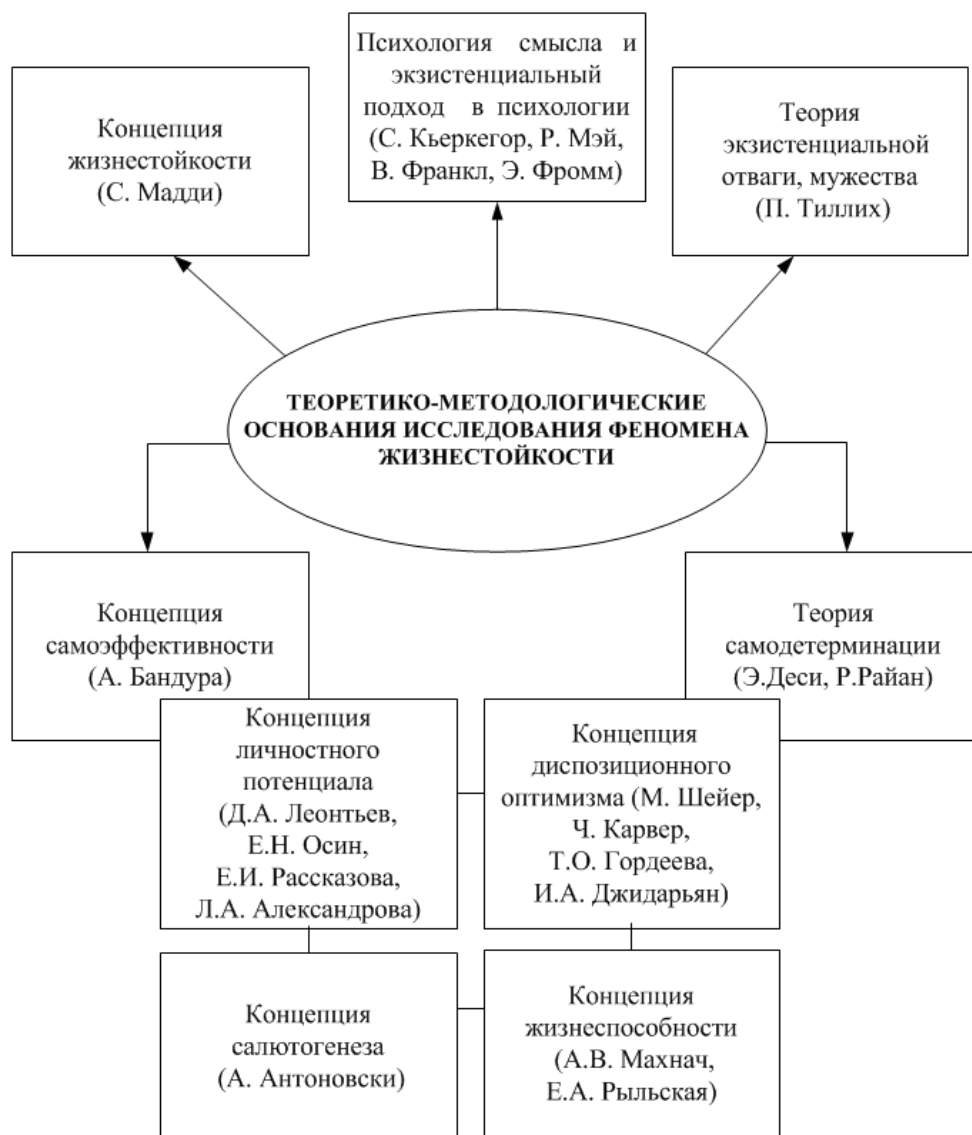 Психология смысла и
экзистенциальный
подход в психологии
(С. Кьеркегор, Р. Мэй,
В. Франкл, Э. Фромм)
Концепция
жизнестойкости
(С. Мадди)
Теория
экзистенциальной
отваги, мужества
(П. Тиллих)
ТЕОРЕТИКО-МЕТОДОЛОГИЧЕСКИЕ
ОСНОВАНИЯ ИССЛЕДОВАНИЯ ФЕНОМЕНА
ЖИЗНЕСТОЙКОСТИ
Концепция
самоэффективности
(А. Бандура)
Теория
самодетерминации
(Э.Деси, Р.Райан)
Концепция
личностного
потенциала
(Д.А. Леонтьев,
Е.Н. Осин,
Е.И. Рассказова,
Л.А. Александрова)
Концепция
диспозиционного
оптимизма (М. Шейер,
Ч. Карвер,
Т.О. Гордеева,
И.А. Джидарьян)
Концепция
салютогенеза
(А. Антоновски)
Концепция
жизнеспособности
(А.В. Махнач,
Е.А. Рыльская)